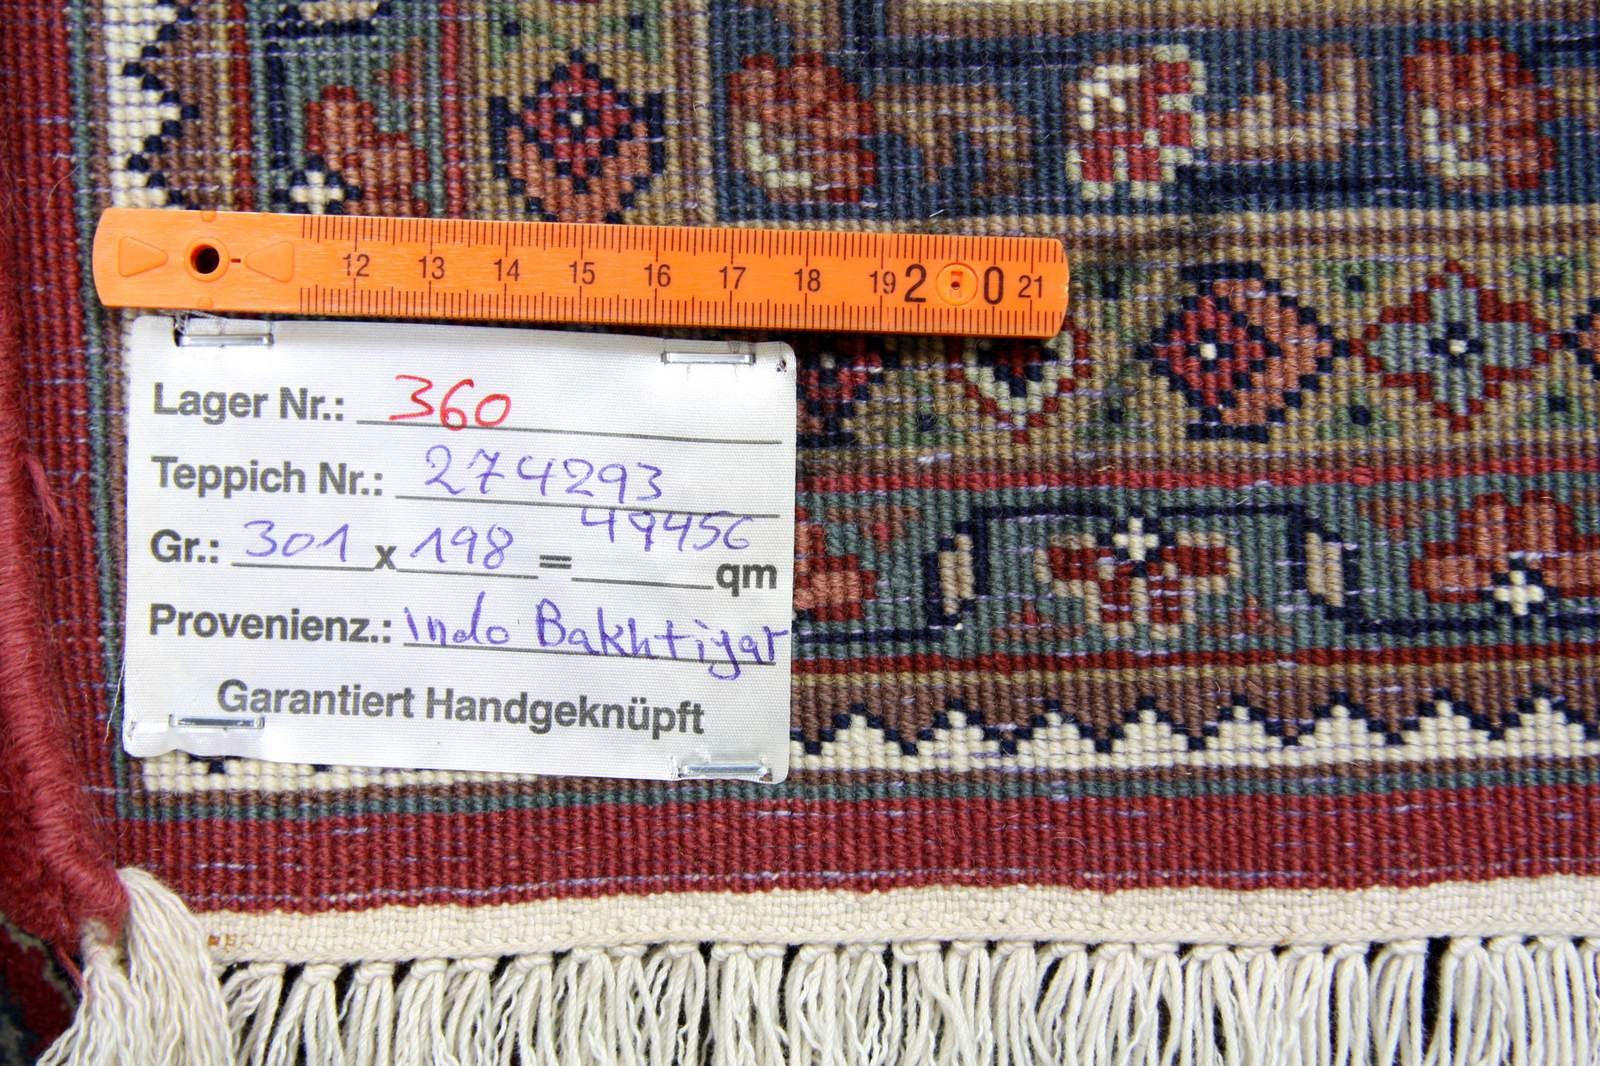 12 13 14 15 16 17 18 19 20 21
Lager Nr.: 360
Teppich Nr.: 274293
Gr.: 301 x 198 = 49456 qm
Provenienz.: Indo Bakhtiyar
Garantiert Handgeknüpft